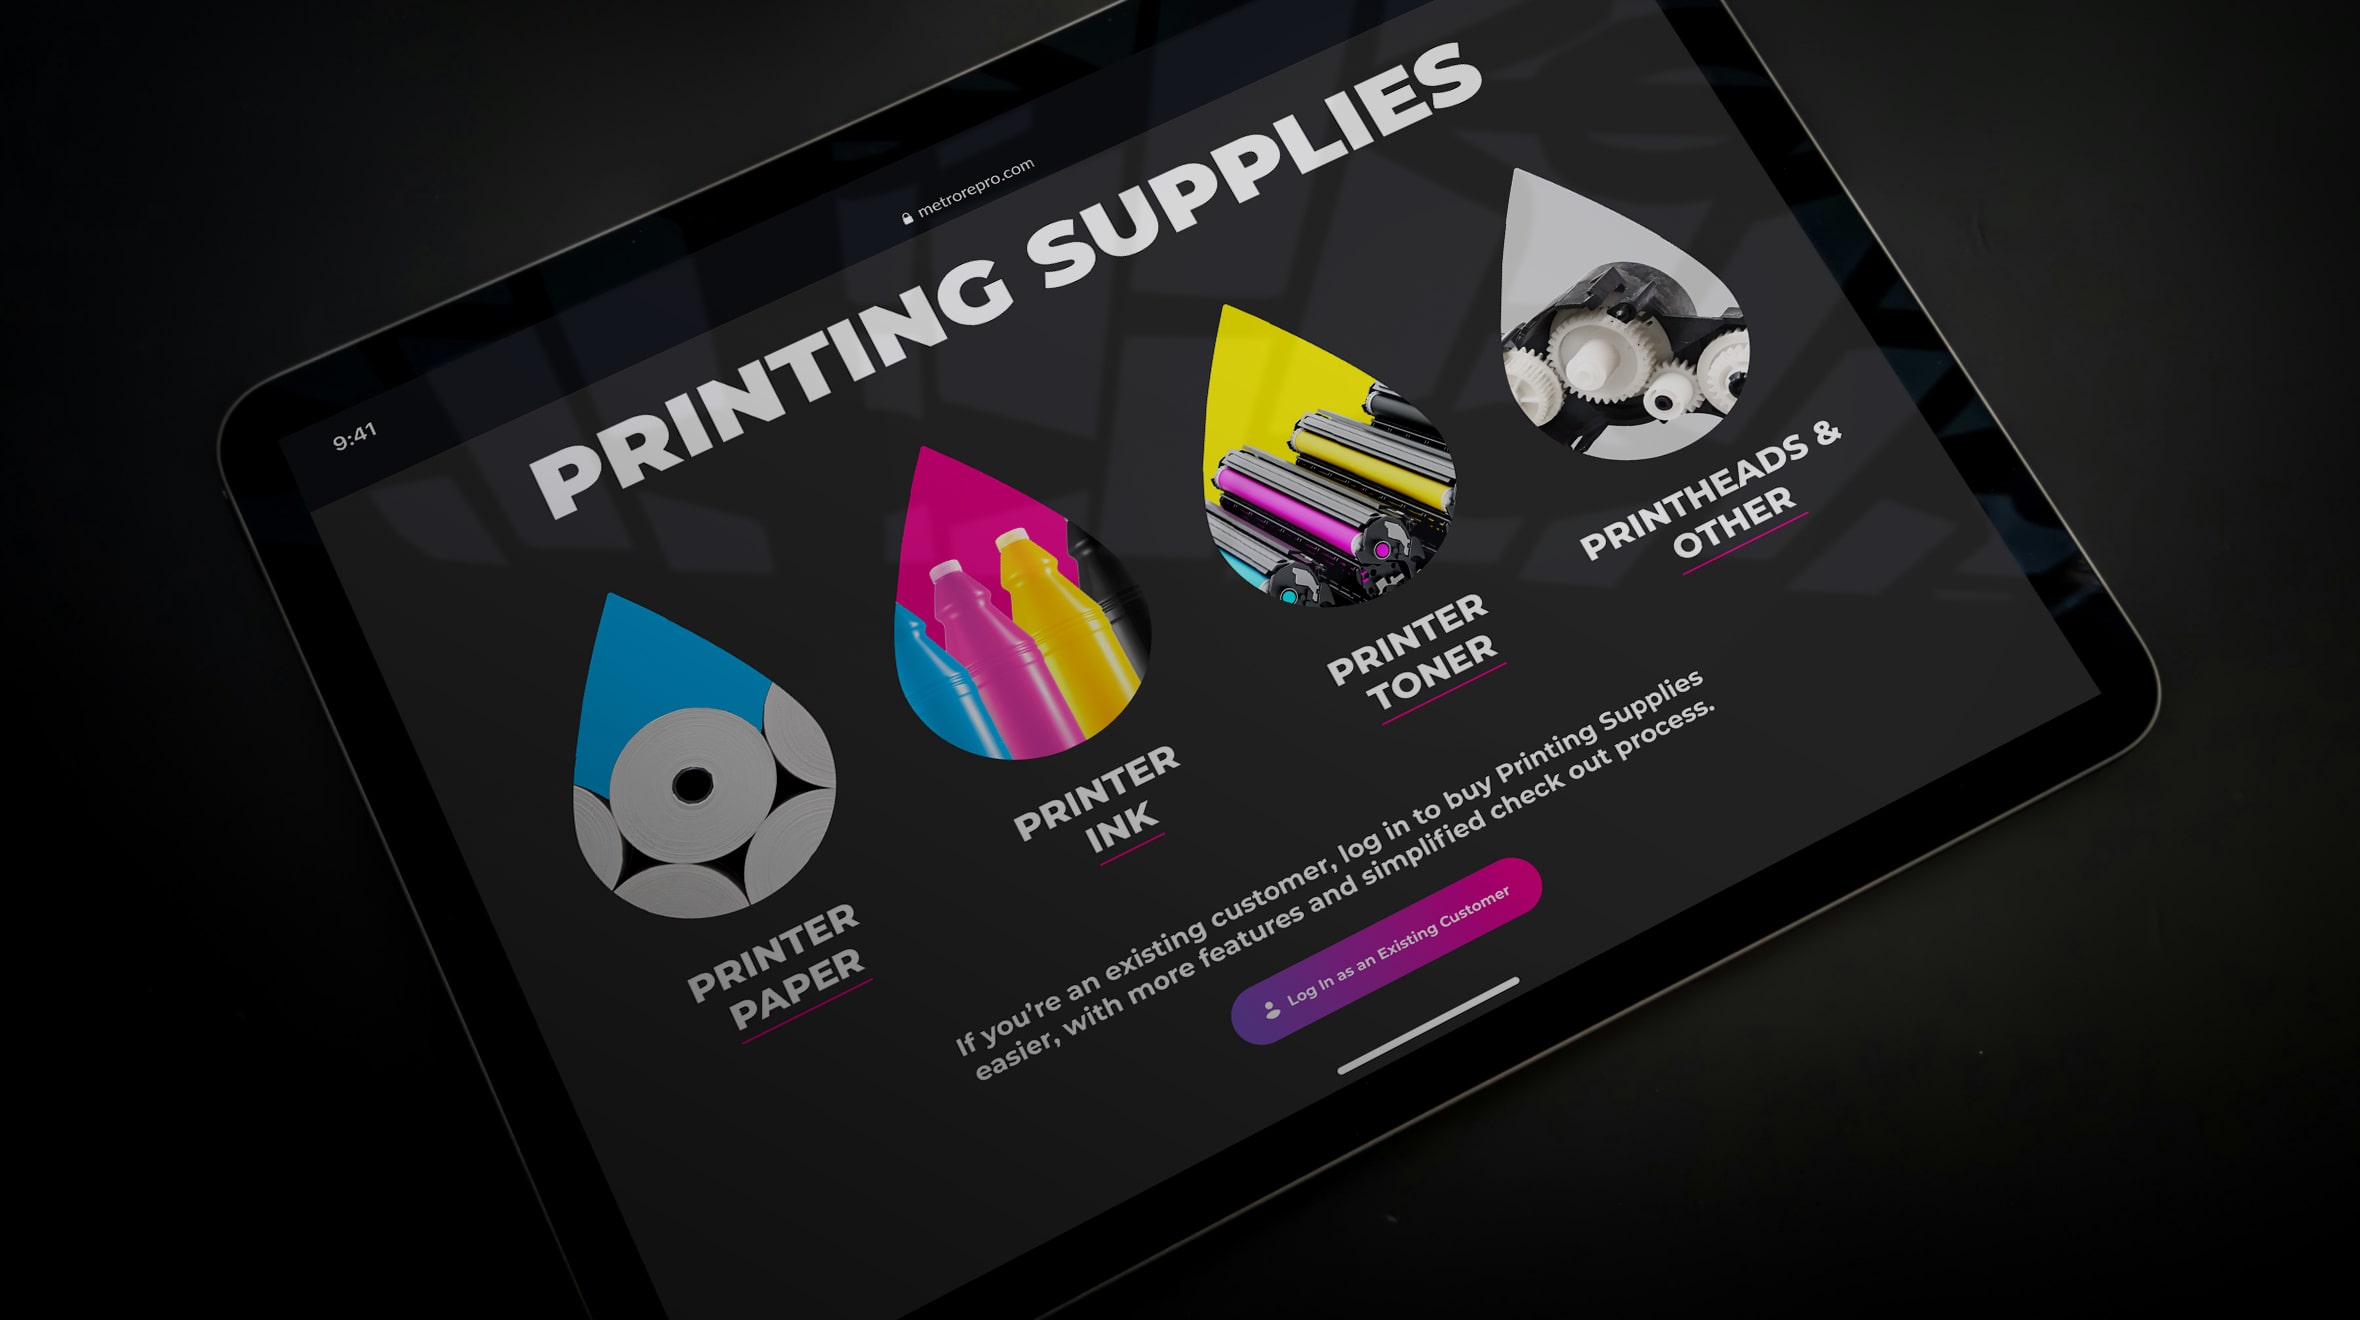 9:41
metrorepro.com
PRINTING SUPPLIES
PRINTER
PAPER
PRINTER
INK
PRINTER
TONER
PRINTHEADS &
OTHER
If you're an existing customer, log in to buy Printing Supplies
easier, with more features and simplified check out process.
Log In as an Existing Customer